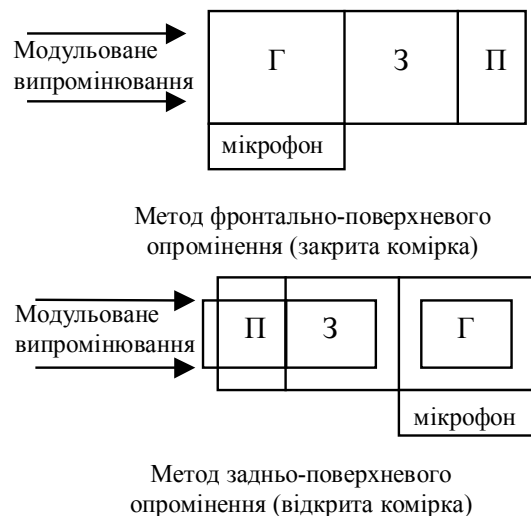 Модульоване
випромінювання
Г З П
мікрофон
Метод фронтально-поверхневого
опромінення (закрита комірка)
Модульоване
випромінювання
П З Г
мікрофон
Метод задньо-поверхневого
опромінення (відкрита комірка)